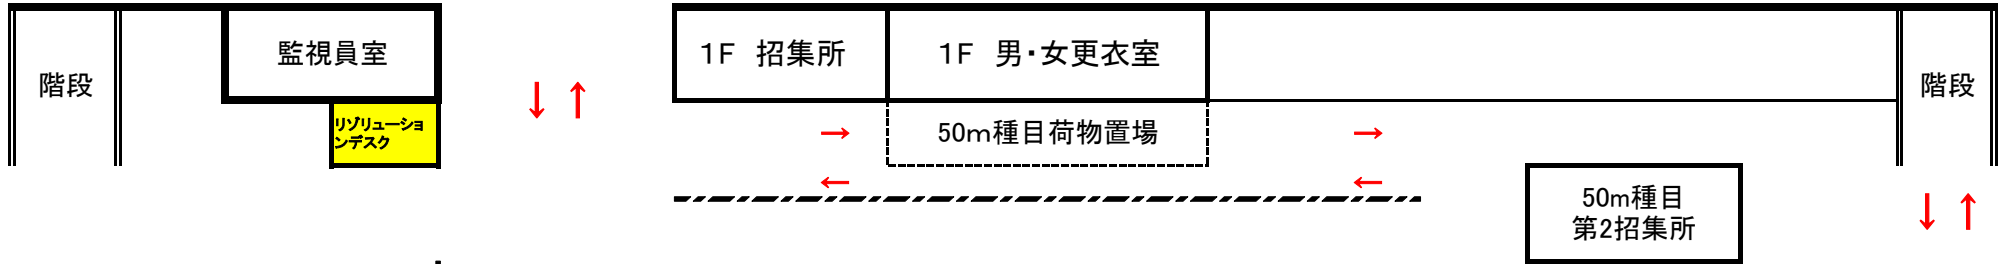 階段
監視員室
リゾリューショ
ンデスク
↓ ↑
1F 招集所
1F 男・女更衣室
→
50m種目荷物置場
→
←
←
50m種目
第2招集所
階段
↓ ↑